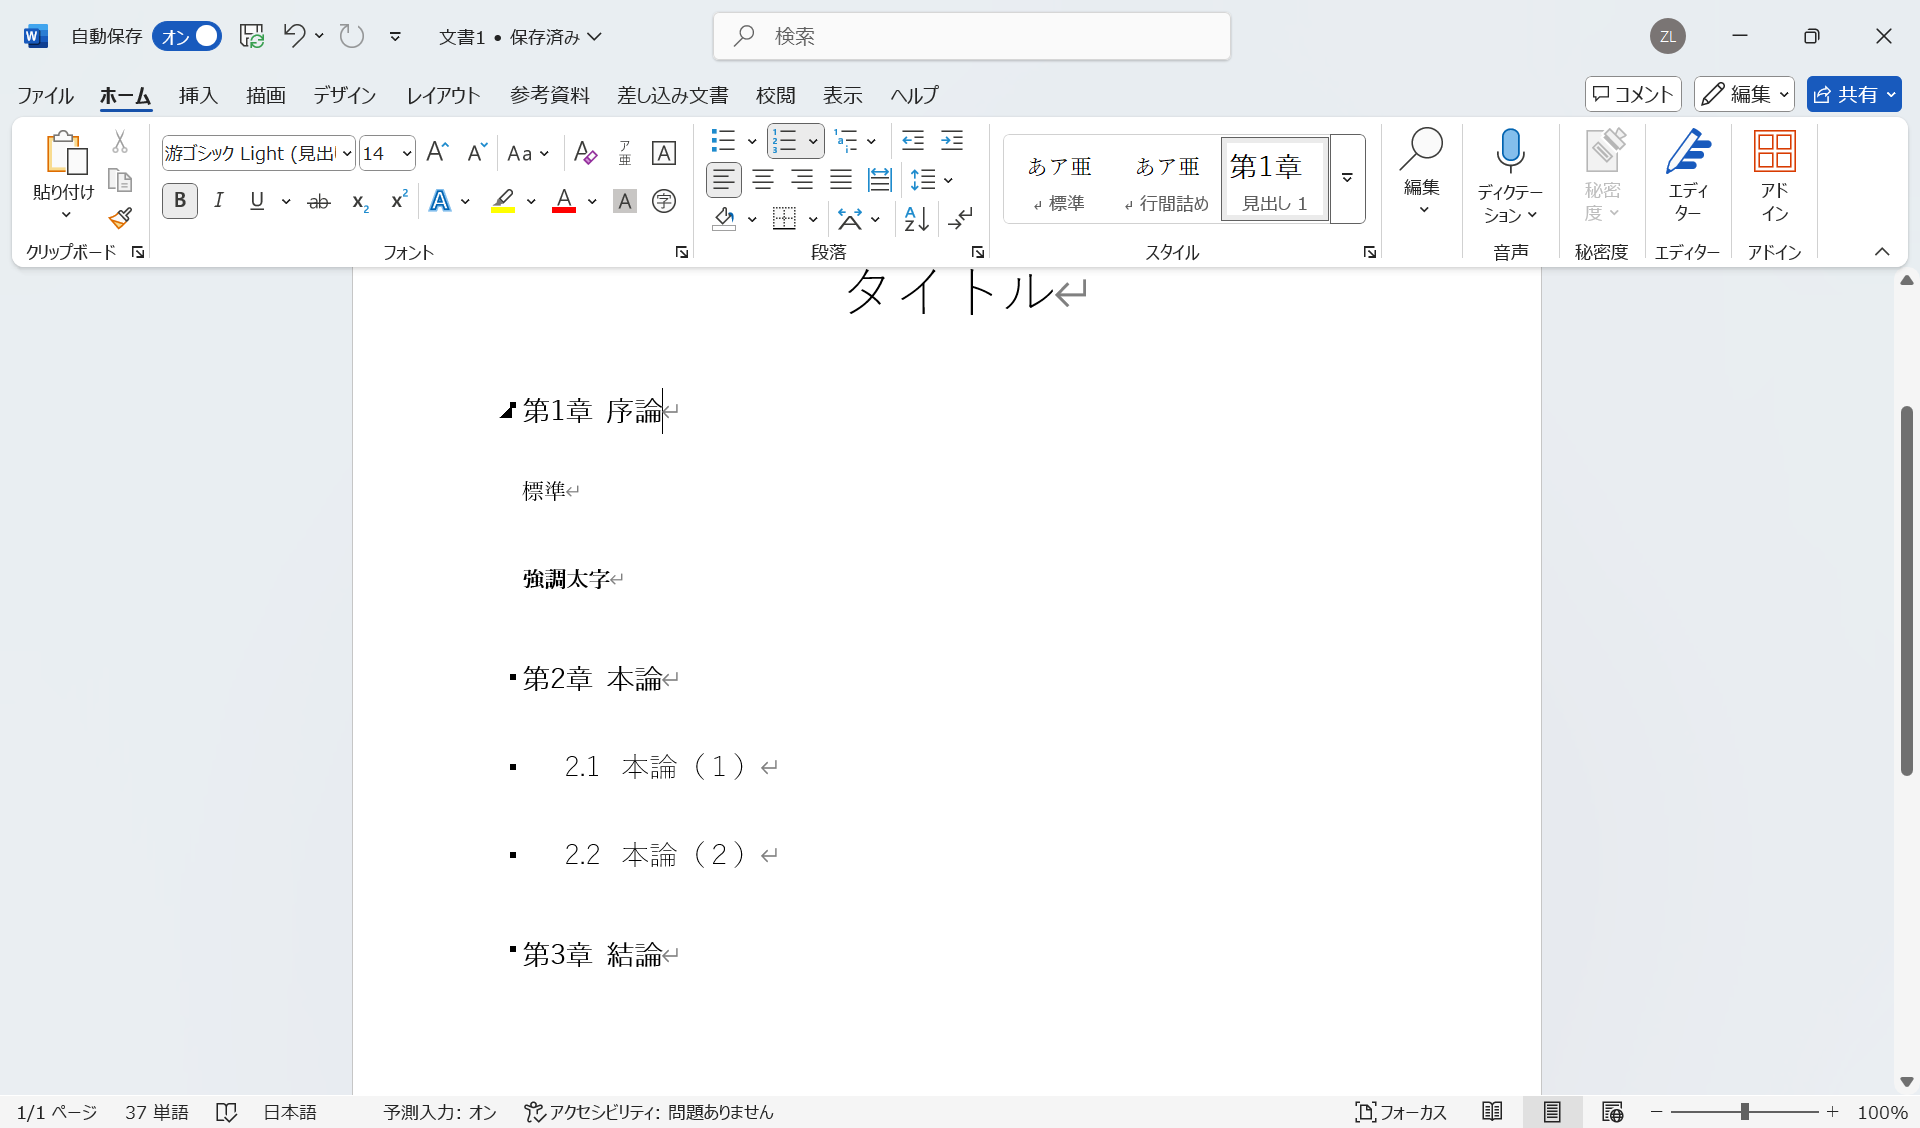 自動保存 オン 文書1 • 保存済み 検索 ZL
ファイル ホーム 挿入 描画 デザイン レイアウト 参考資料 差し込み文書 校閲 表示 ヘルプ コメント 編集 共有
貼り付け
クリップボード
游ゴシック Light (見出し 14 Aa
ア亜 A
B I U ab x₂ x² A A A 字
フォント
段落
あア亜 あア亜 第1章
標準 行間詰め 見出し 1
スタイル
編集
ディクテーション
音声
秘密度
秘密度
エディター
エディター
アドイン
アドイン
タイトル
第1章 序論
標準
強調太字
第2章 本論
2.1 本論（1）
2.2 本論（2）
第3章 結論
1/1 ページ 37 単語 日本語 予測入力: オン アクセシビリティ: 問題ありません フォーカス 100%